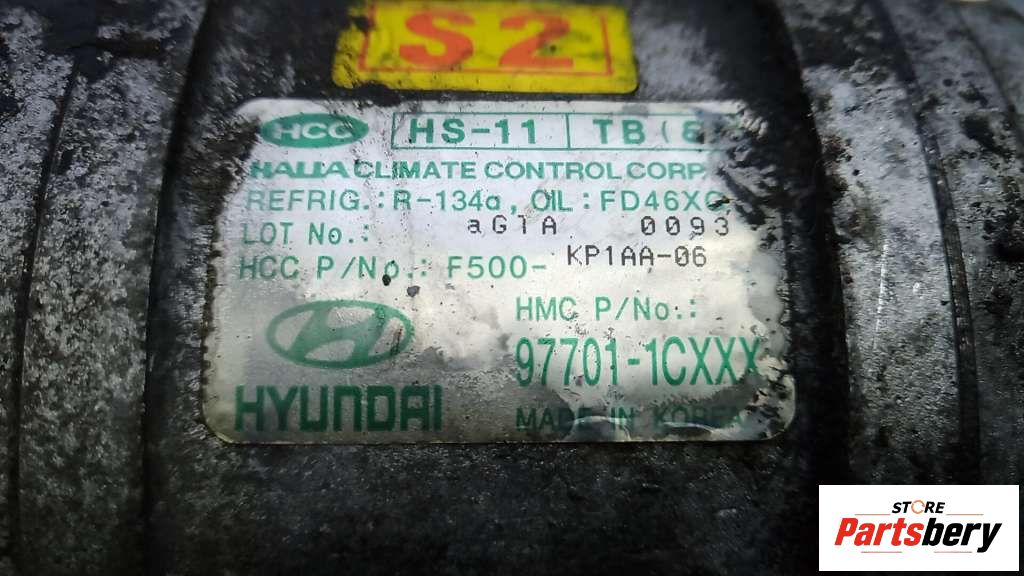 S2
HCC HS-11 TB (
HALLA CLIMATE CONTROL CORP.
REFRIG.: R-134a, OIL: FD46XG
LOT No.: aG1A 0093
HCC P/No.: F500-KP1AA-06
HMC P/No.:
97701-1CXXX
HYUNDAI
MADE IN KOREA
STORE
Partsbery